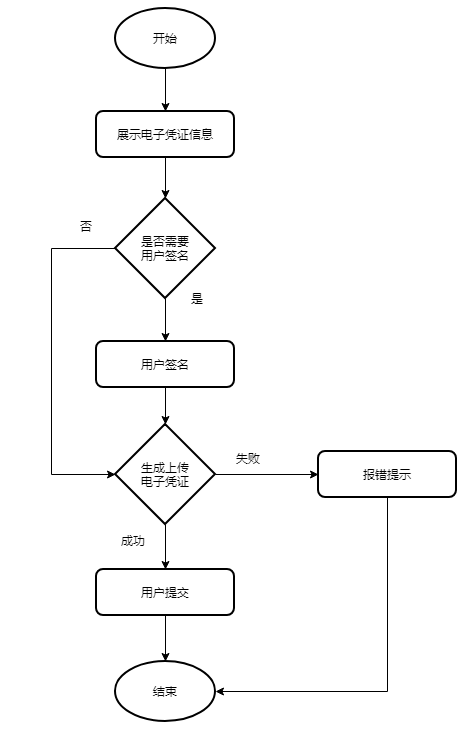 开始
展示电子凭证信息
否
是否需要
用户签名
是
用户签名
生成上传
电子凭证
失败
报错提示
成功
用户提交
结束